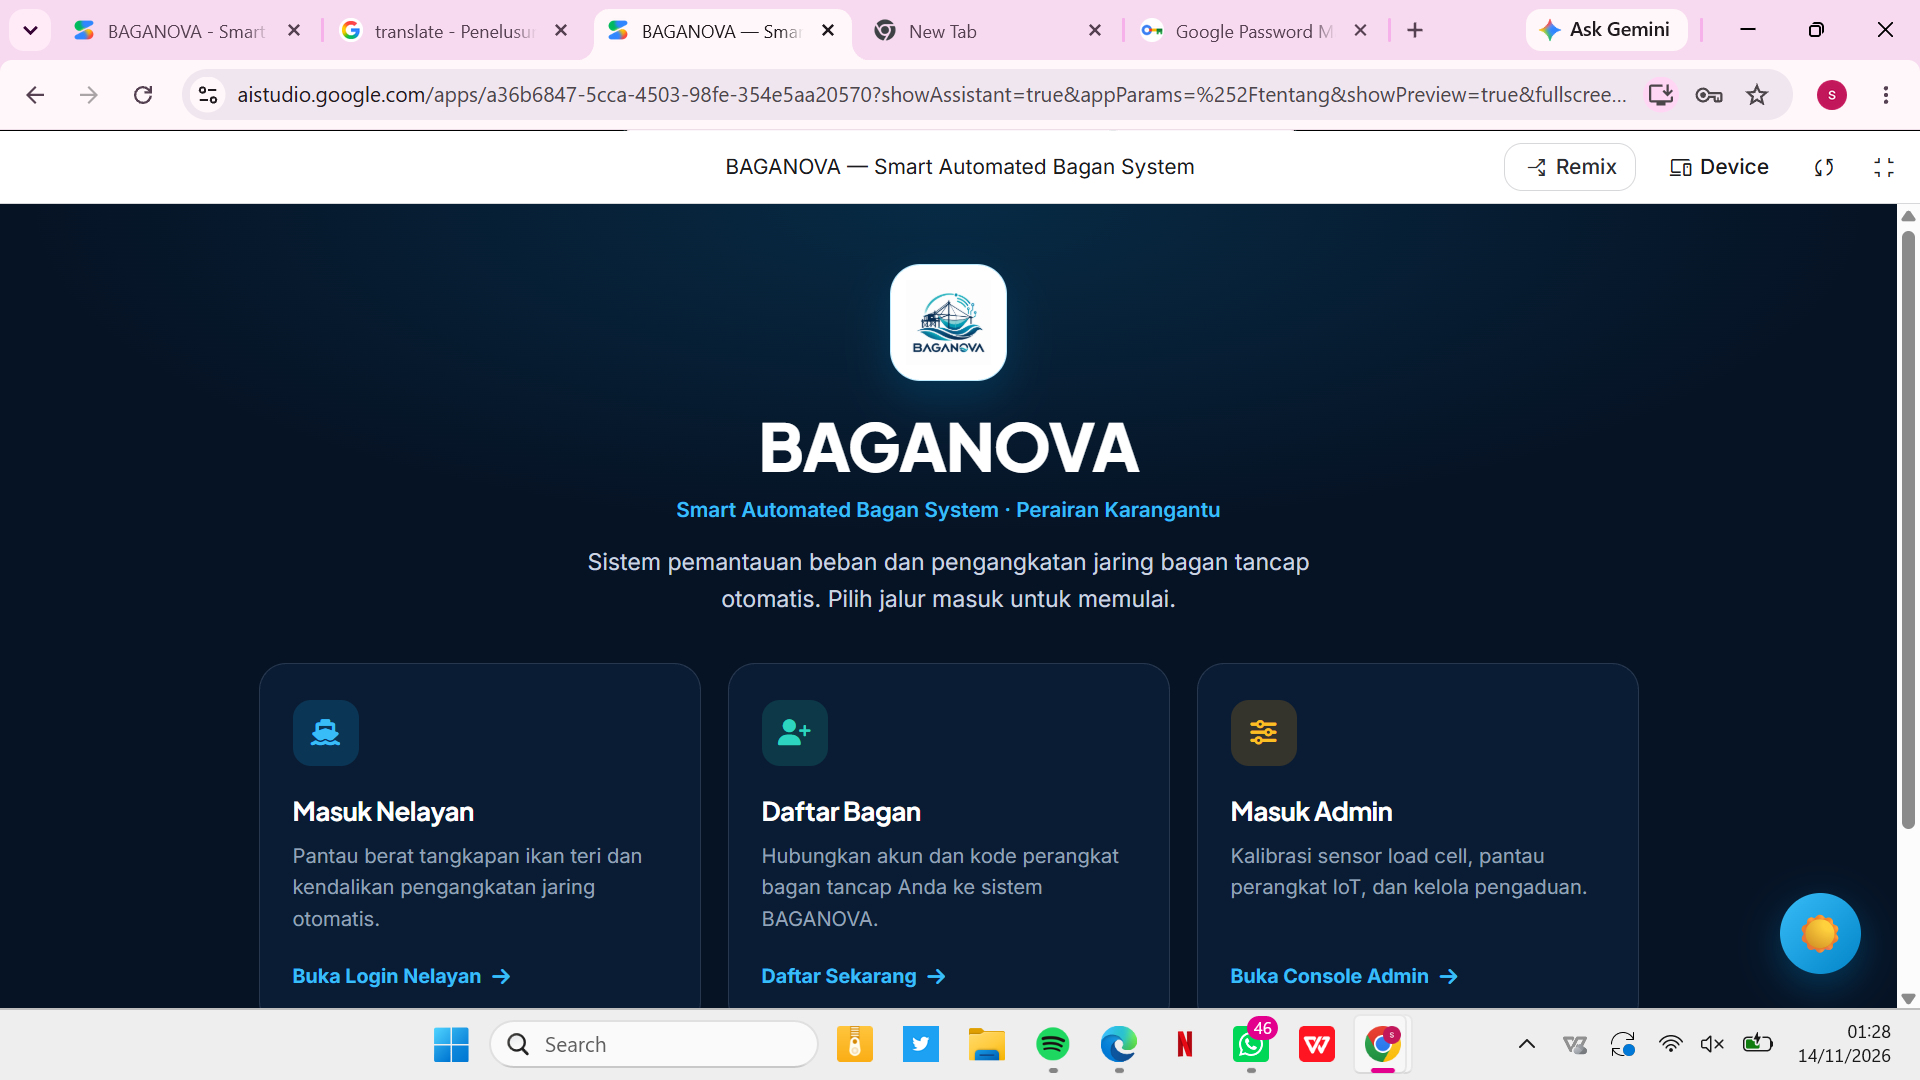 BAGANOVA - Smart
translate - Penelusu
BAGANOVA — Smar
New Tab
Google Password M
Ask Gemini
aistudio.google.com/apps/a36b6847-5cca-4503-98fe-354e5aa20570?showAssistant=true&appParams=%252Ftentang&showPreview=true&fullscree...
S
BAGANOVA — Smart Automated Bagan System
Remix
Device
BAGANOVA
BAGANOVA
Smart Automated Bagan System · Perairan Karangantu
Sistem pemantauan beban dan pengangkatan jaring bagan tancap
otomatis. Pilih jalur masuk untuk memulai.
Masuk Nelayan
Pantau berat tangkapan ikan teri dan
kendalikan pengangkatan jaring
otomatis.
Buka Login Nelayan →
Daftar Bagan
Hubungkan akun dan kode perangkat
bagan tancap Anda ke sistem
BAGANOVA.
Daftar Sekarang →
Masuk Admin
Kalibrasi sensor load cell, pantau
perangkat IoT, dan kelola pengaduan.
Buka Console Admin →
Search
46
01:28
14/11/2026